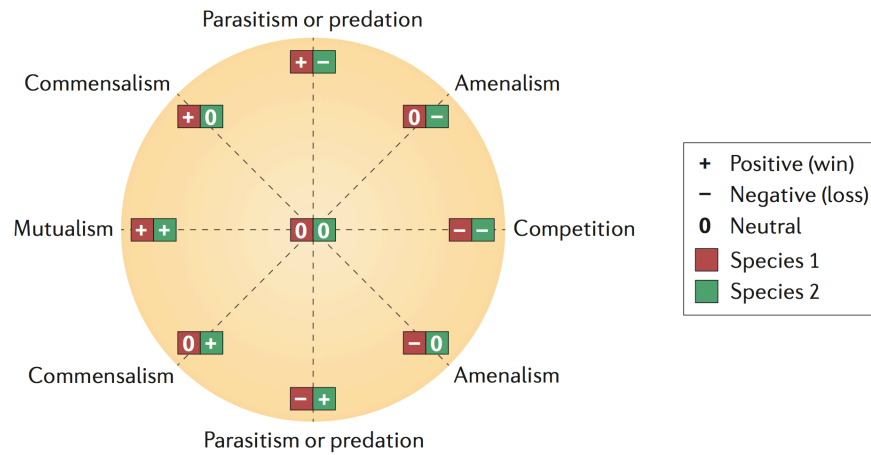 Parasitism or predation
+ −
Commensalism
Amenalism
+ 0
0 −
Mutualism
+ +
0 0
− −
Competition
0 +
− 0
Commensalism
Amenalism
− +
Parasitism or predation
+ Positive (win)
− Negative (loss)
0 Neutral
Species 1
Species 2